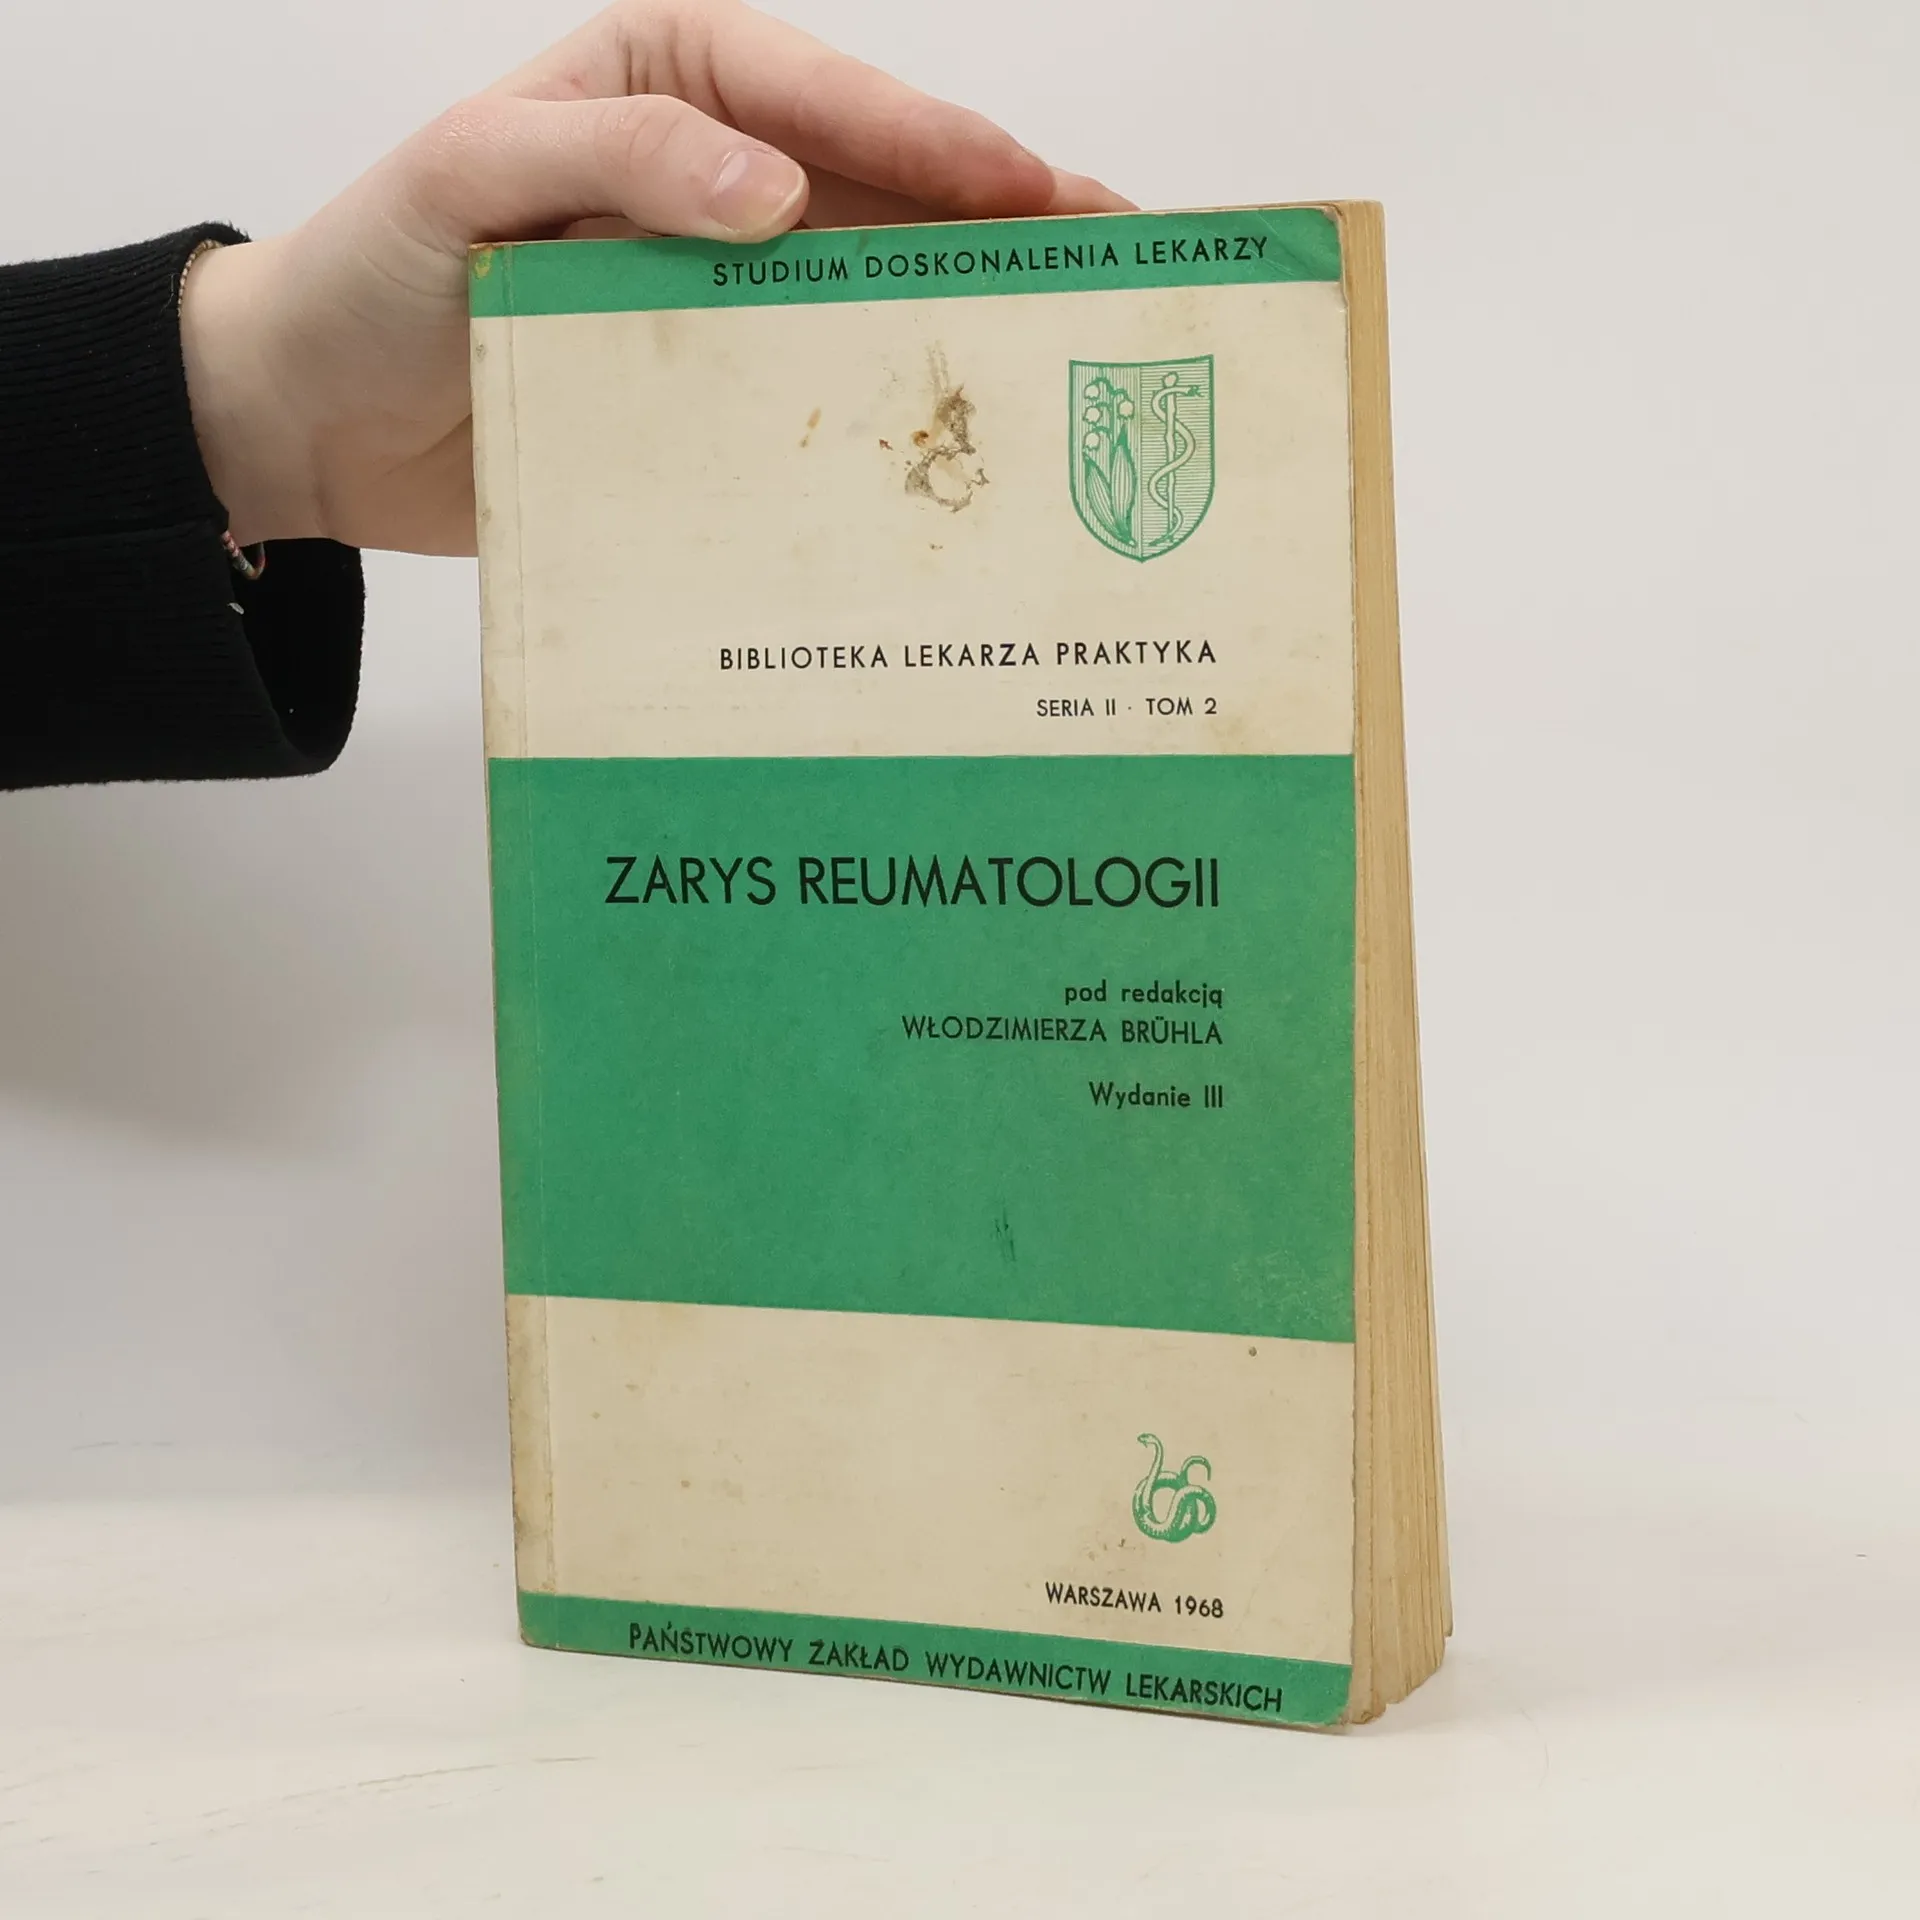 STUDIUM DOSKONALENIA LEKARZY
BIBLIOTEKA LEKARZA PRAKTYKA
SERIA II · TOM 2
ZARYS REUMATOLOGII
pod redakcją
WŁODZIMIERZA BRÜHLA
Wydanie III
WARSZAWA 1968
PAŃSTWOWY ZAKŁAD WYDAWNICTW LEKARSKICH